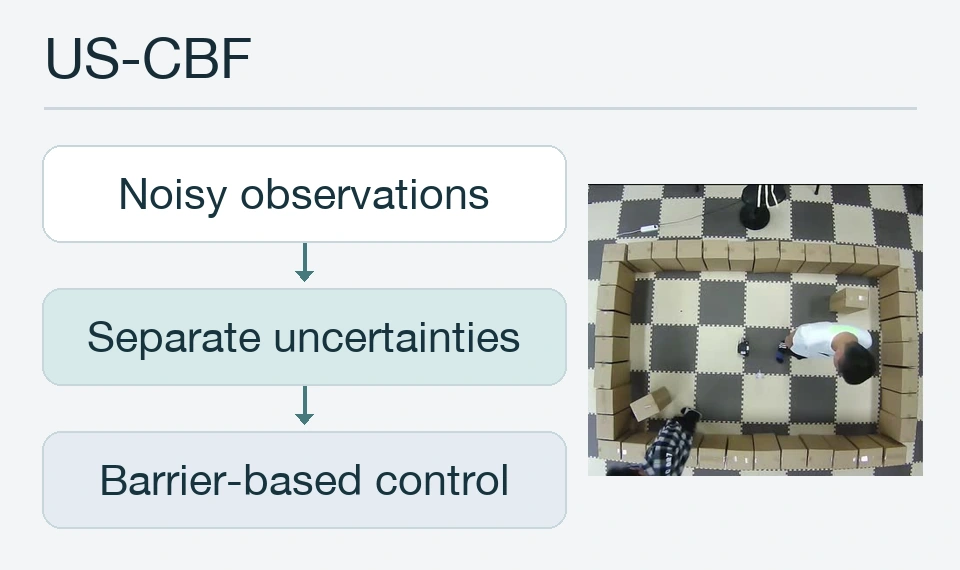 US-CBF
Noisy observations
Separate uncertainties
Barrier-based control